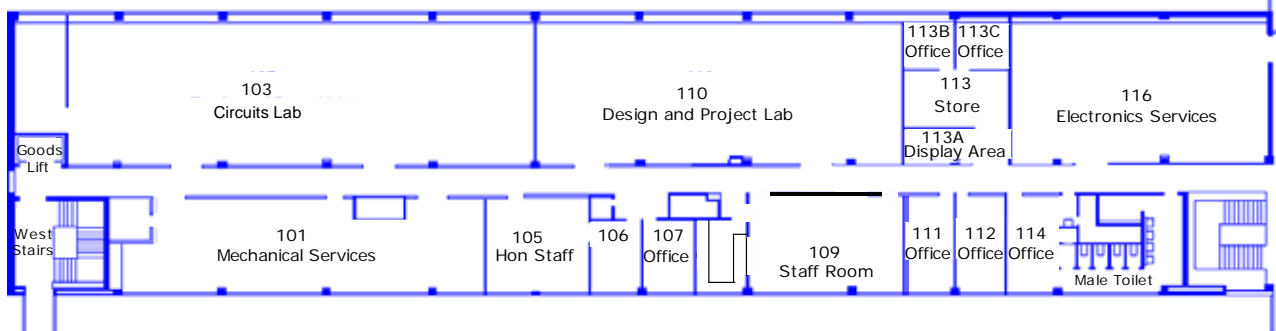 113B
Office
113C
Office
103
Circuits Lab
110
Design and Project Lab
113
Store
116
Electronics Services
113A
Display Area
Goods
Lift
West
Stairs
101
Mechanical Services
105
Hon Staff
106
107
Office
109
Staff Room
111
Office
112
Office
114
Office
Male Toilet